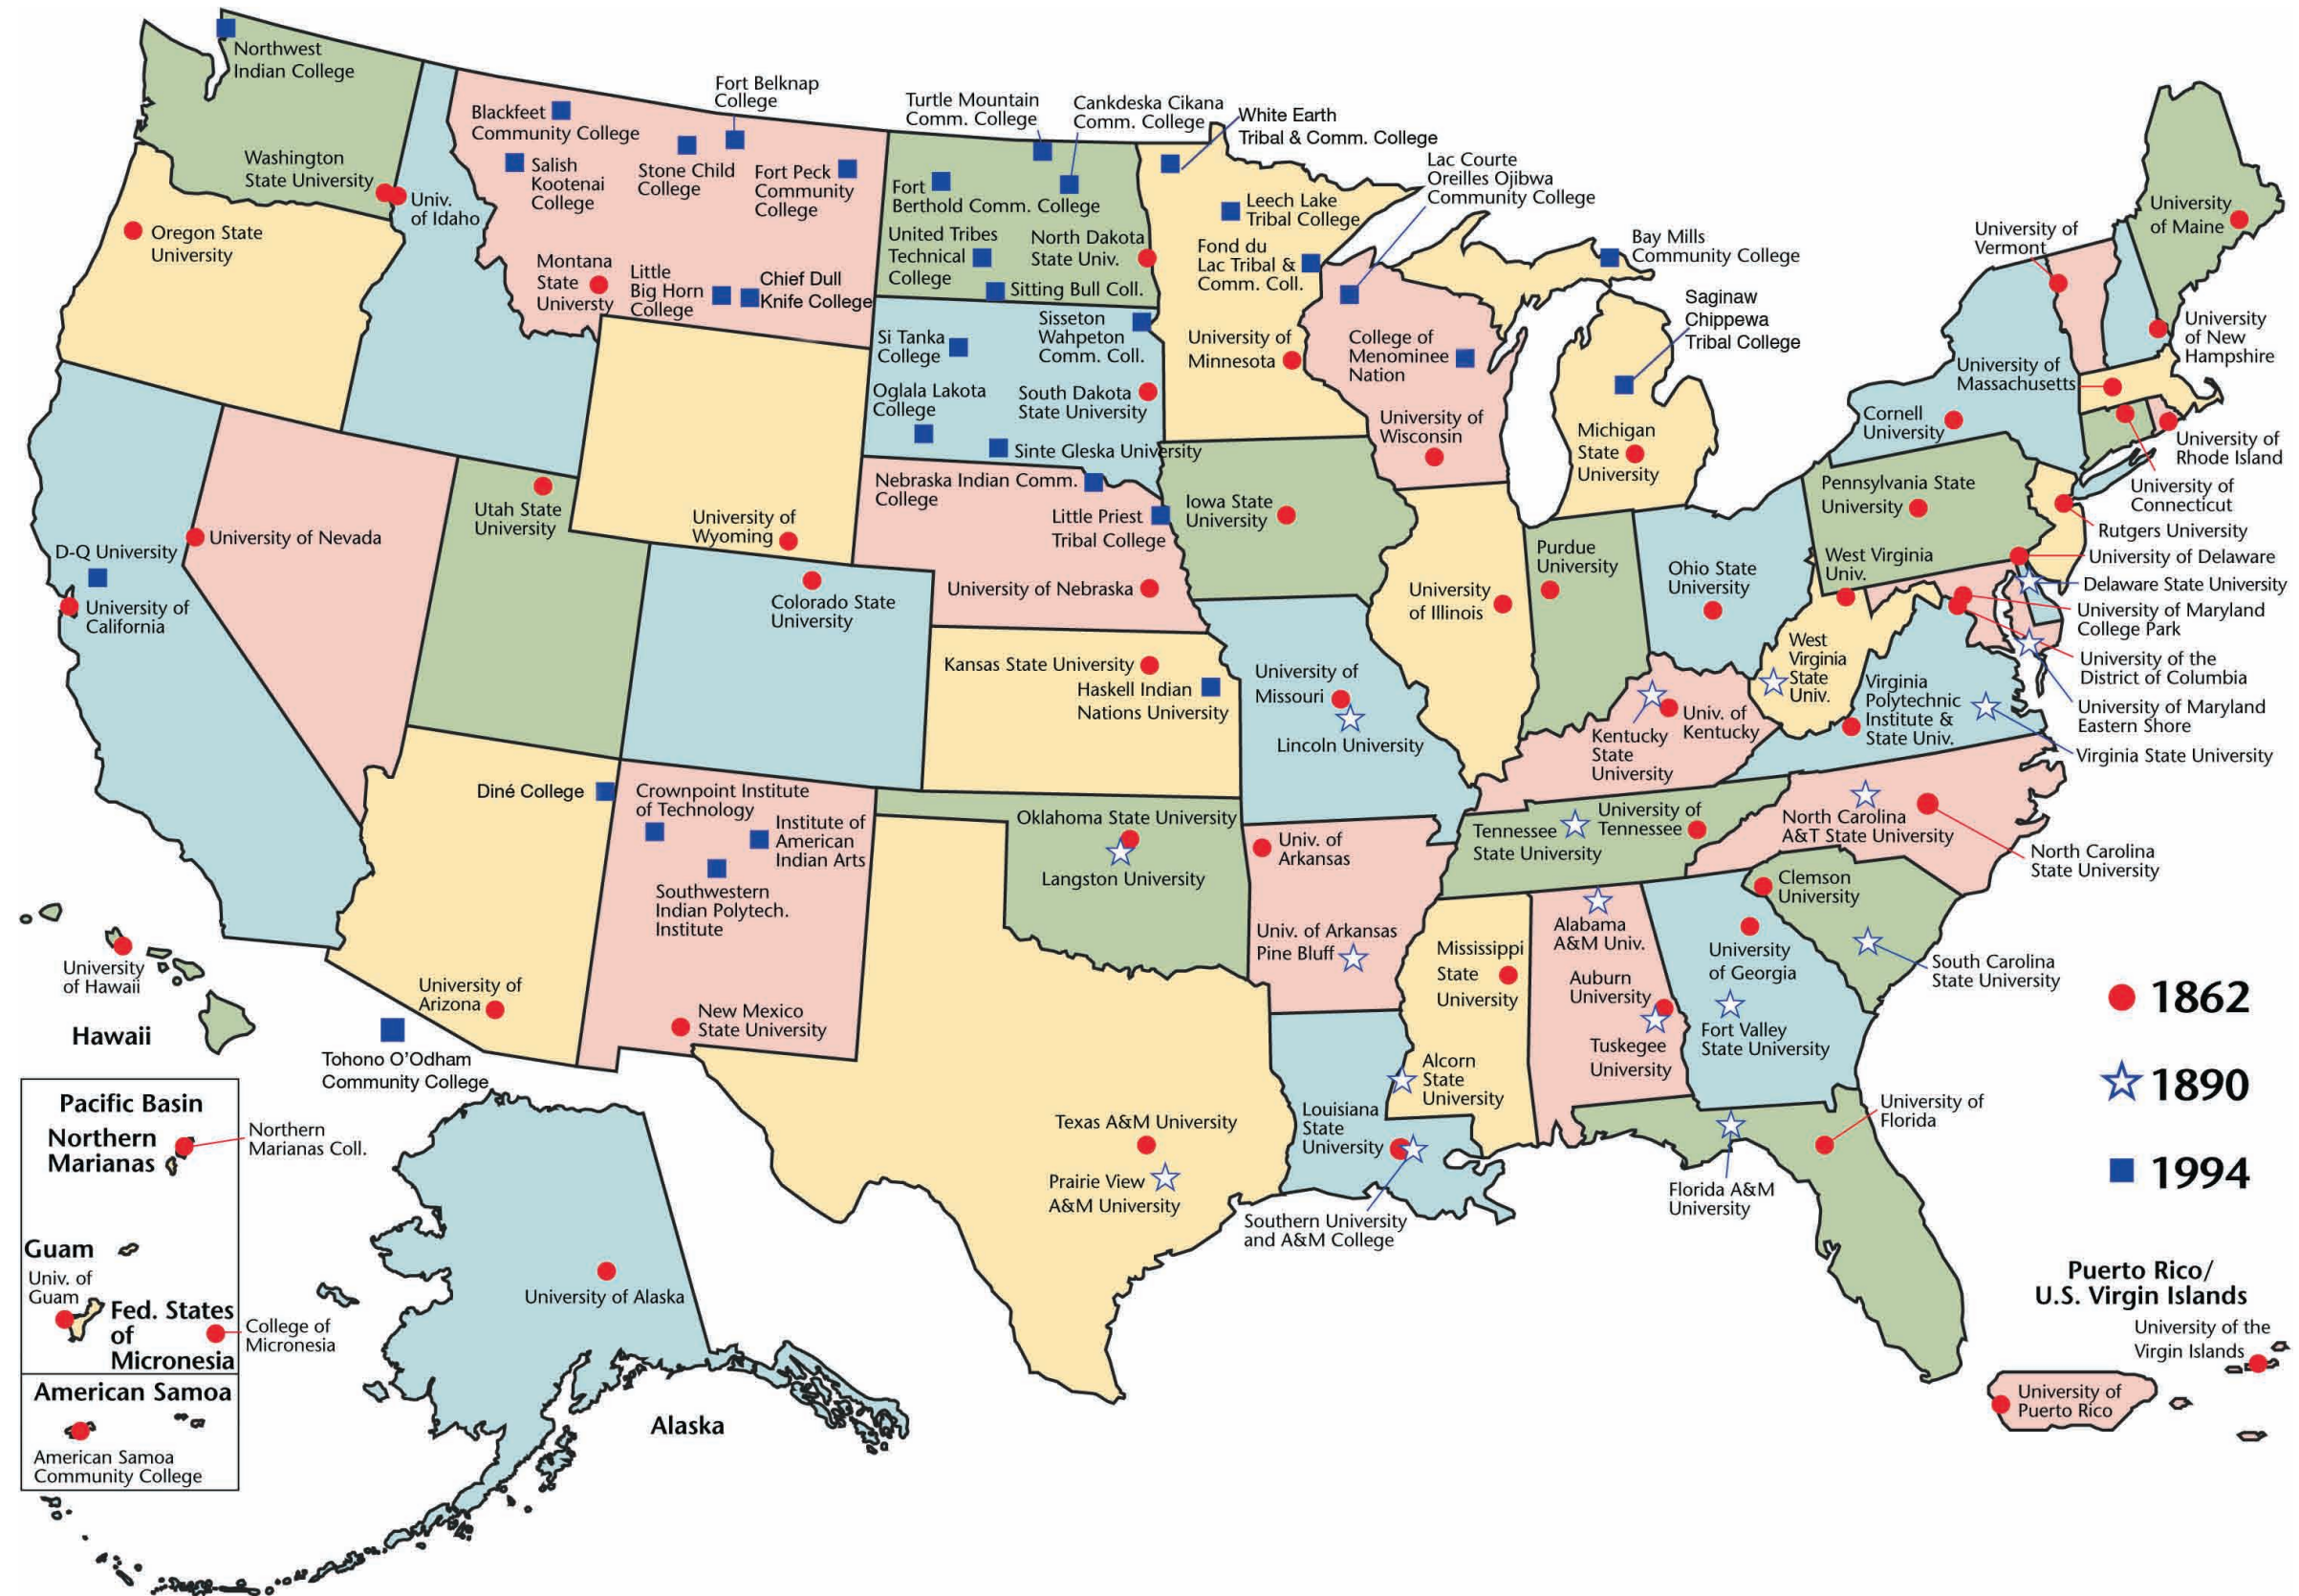 Northwest
Indian College
Washington
State University
Univ.
of Idaho
Oregon State
University
Blackfeet
Community College
Salish
Kootenai
College
Fort Belknap
College
Stone Child
College
Fort Peck
Community
College
Montana
State
Universty
Little
Big Horn
College
Chief Dull
Knife College
Turtle Mountain
Comm. College
Cankdeska Cikana
Comm. College
White Earth
Tribal & Comm. College
Fort
Berthold Comm. College
United Tribes
Technical
College
North Dakota
State Univ.
Sitting Bull Coll.
Leech Lake
Tribal College
Fond du
Lac Tribal &
Comm. Coll.
University of
Minnesota
Lac Courte
Oreilles Ojibwa
Community College
Bay Mills
Community College
Saginaw
Chippewa
Tribal College
College of
Menominee
Nation
University of
Wisconsin
Michigan
State
University
Si Tanka
College
Sisseton
Wahpeton
Comm. Coll.
Oglala Lakota
College
South Dakota
State University
Sinte Gleska University
Nebraska Indian Comm.
College
Little Priest
Tribal College
University of Nebraska
Iowa State
University
University of
Wyoming
Utah State
University
University of Nevada
D-Q University
University of
California
Colorado State
University
Kansas State University
Haskell Indian
Nations University
University of
Missouri
Lincoln University
University
of Illinois
Purdue
University
Ohio State
University
Univ. of
Kentucky
Kentucky
State
University
West Virginia
Univ.
West
Virginia
State
Univ.
Virginia
Polytechnic
Institute &
State Univ.
Pennsylvania State
University
Cornell
University
University of
Vermont
University
of Maine
University
of New
Hampshire
University of
Massachusetts
University of
Rhode Island
University of
Connecticut
Rutgers University
University of Delaware
Delaware State University
University of Maryland
College Park
University of the
District of Columbia
University of Maryland
Eastern Shore
Virginia State University
Diné College
Crownpoint Institute
of Technology
Institute of
American
Indian Arts
Southwestern
Indian Polytech.
Institute
New Mexico
State University
University of
Arizona
Tohono O'Odham
Community College
Oklahoma State University
Langston University
Univ. of
Arkansas
Univ. of Arkansas
Pine Bluff
Tennessee
State University
University of
Tennessee
North Carolina
A&T State University
North Carolina
State University
Clemson
University
South Carolina
State University
Mississippi
State
University
Alcorn
State
University
Alabama
A&M Univ.
Auburn
University
Tuskegee
University
University
of Georgia
Fort Valley
State University
Louisiana
State
University
Southern University
and A&M College
Texas A&M University
Prairie View
A&M University
Florida A&M
University
University of
Florida
University
of Hawaii
Hawaii
Pacific Basin
Northern
Marianas
Northern
Marianas Coll.
Guam
Univ. of
Guam
Fed. States
of
Micronesia
College of
Micronesia
American Samoa
American Samoa
Community College
University of Alaska
Alaska
1862
1890
1994
Puerto Rico/
U.S. Virgin Islands
University of the
Virgin Islands
University of
Puerto Rico